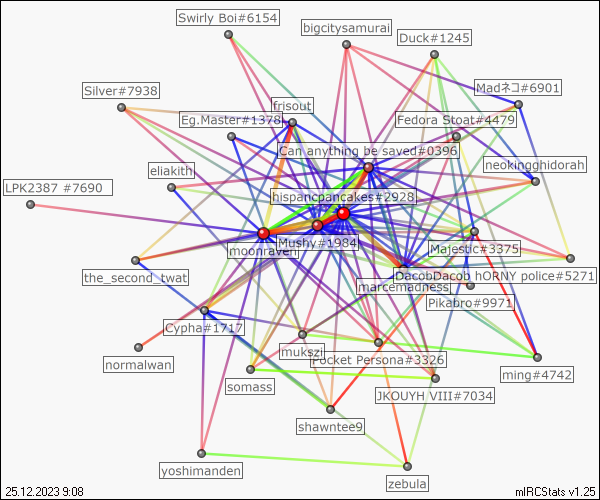 Swirly Boi#6154
bigcitysamurai
Duck#1245
Silver#7938
Madネコ#6901
frisout
Eg.Master#1378
Fedora Stoat#4479
Can anything be saved#0396
eliakith
neokingghidorah
LPK2387 #7690
hispancpancakes#2928
Mushy#1984
moonraven
Majestic#3375
the_second_twat
DacobDacob hORNY police#5271
marcemadness
Pikabro#9971
Cypha#1717
mukszi
Pocket Persona#3326
normalwan
ming#4742
somass
JKOUYH VIII#7034
shawntee9
yoshimanden
zebula
25.12.2023 9:08
mIRCStats v1.25